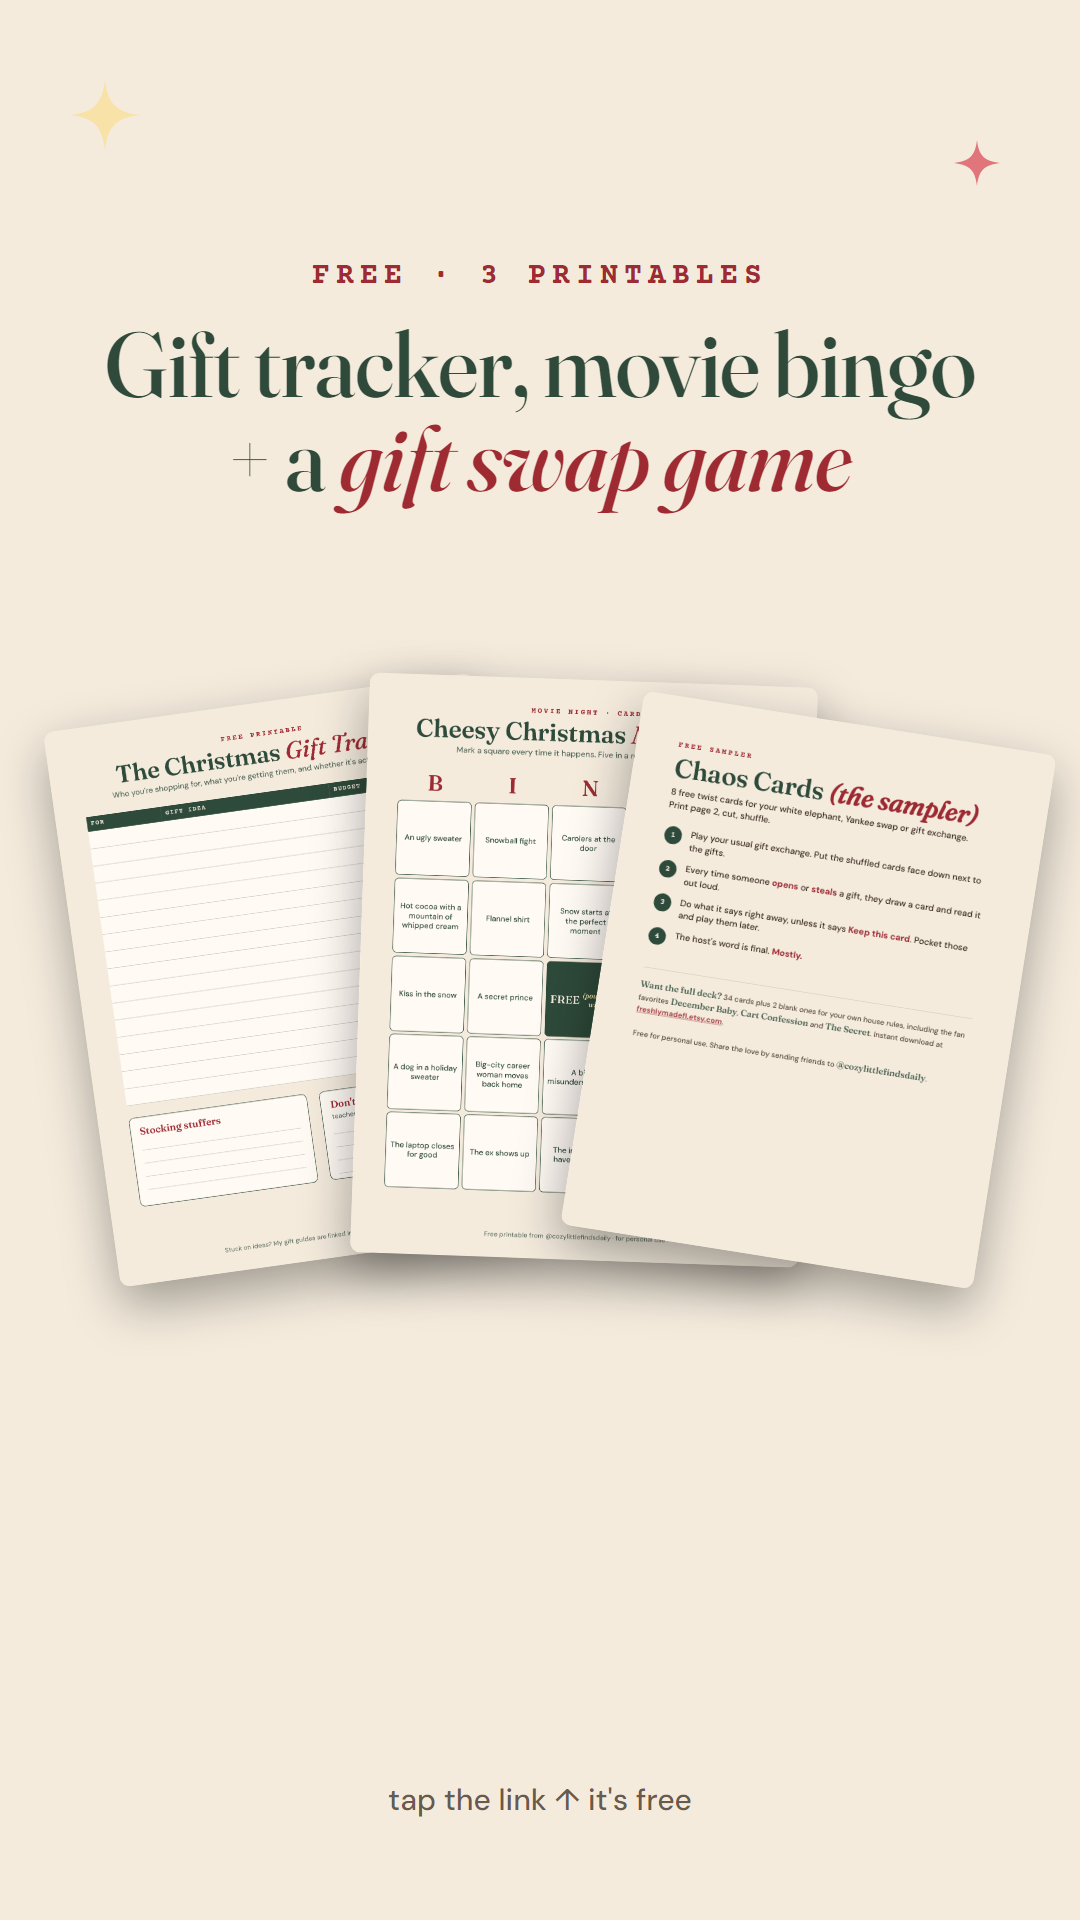 FREE · 3 PRINTABLES
Gift tracker, movie bingo
+ a gift swap game
FREE PRINTABLE
The Christmas Gift Tra
Who you're shopping for, what you're getting them, and whether it's ac
FOR GIFT IDEA BUDGET
Stocking stuffers
Don't
teache
Stuck on ideas? My gift guides are linked
MOVIE NIGHT · CARD
Cheesy Christmas
Mark a square every time it happens. Five in a
B I N
An ugly sweater
Snowball fight
Carolers at the
door
Hot cocoa with a
mountain of
whipped cream
Flannel shirt
Snow starts at
the perfect
moment
Kiss in the snow
A secret prince
FREE
A dog in a holiday
sweater
Big-city career
woman moves
back home
A b
misunder
The laptop closes
for good
The ex shows up
The
have
Free printable from @cozylittlefindsdaily · for personal use
FREE SAMPLER
Chaos Cards (the sampler)
8 free twist cards for your white elephant, Yankee swap or gift exchange.
Print page 2, cut, shuffle.
1 Play your usual gift exchange. Put the shuffled cards face down next to
the gifts.
2 Every time someone opens or steals a gift, they draw a card and read it
out loud.
3 Do what it says right away, unless it says Keep this card. Pocket those
and play them later.
4 The host's word is final. Mostly.
Want the full deck? 34 cards plus 2 blank ones for your own house rules, including the fan
favorites December Baby, Cart Confession and The Secret. Instant download at
freshlymadefl.etsy.com.
Free for personal use. Share the love by sending friends to @cozylittlefindsdaily.
tap the link ↑ it's free